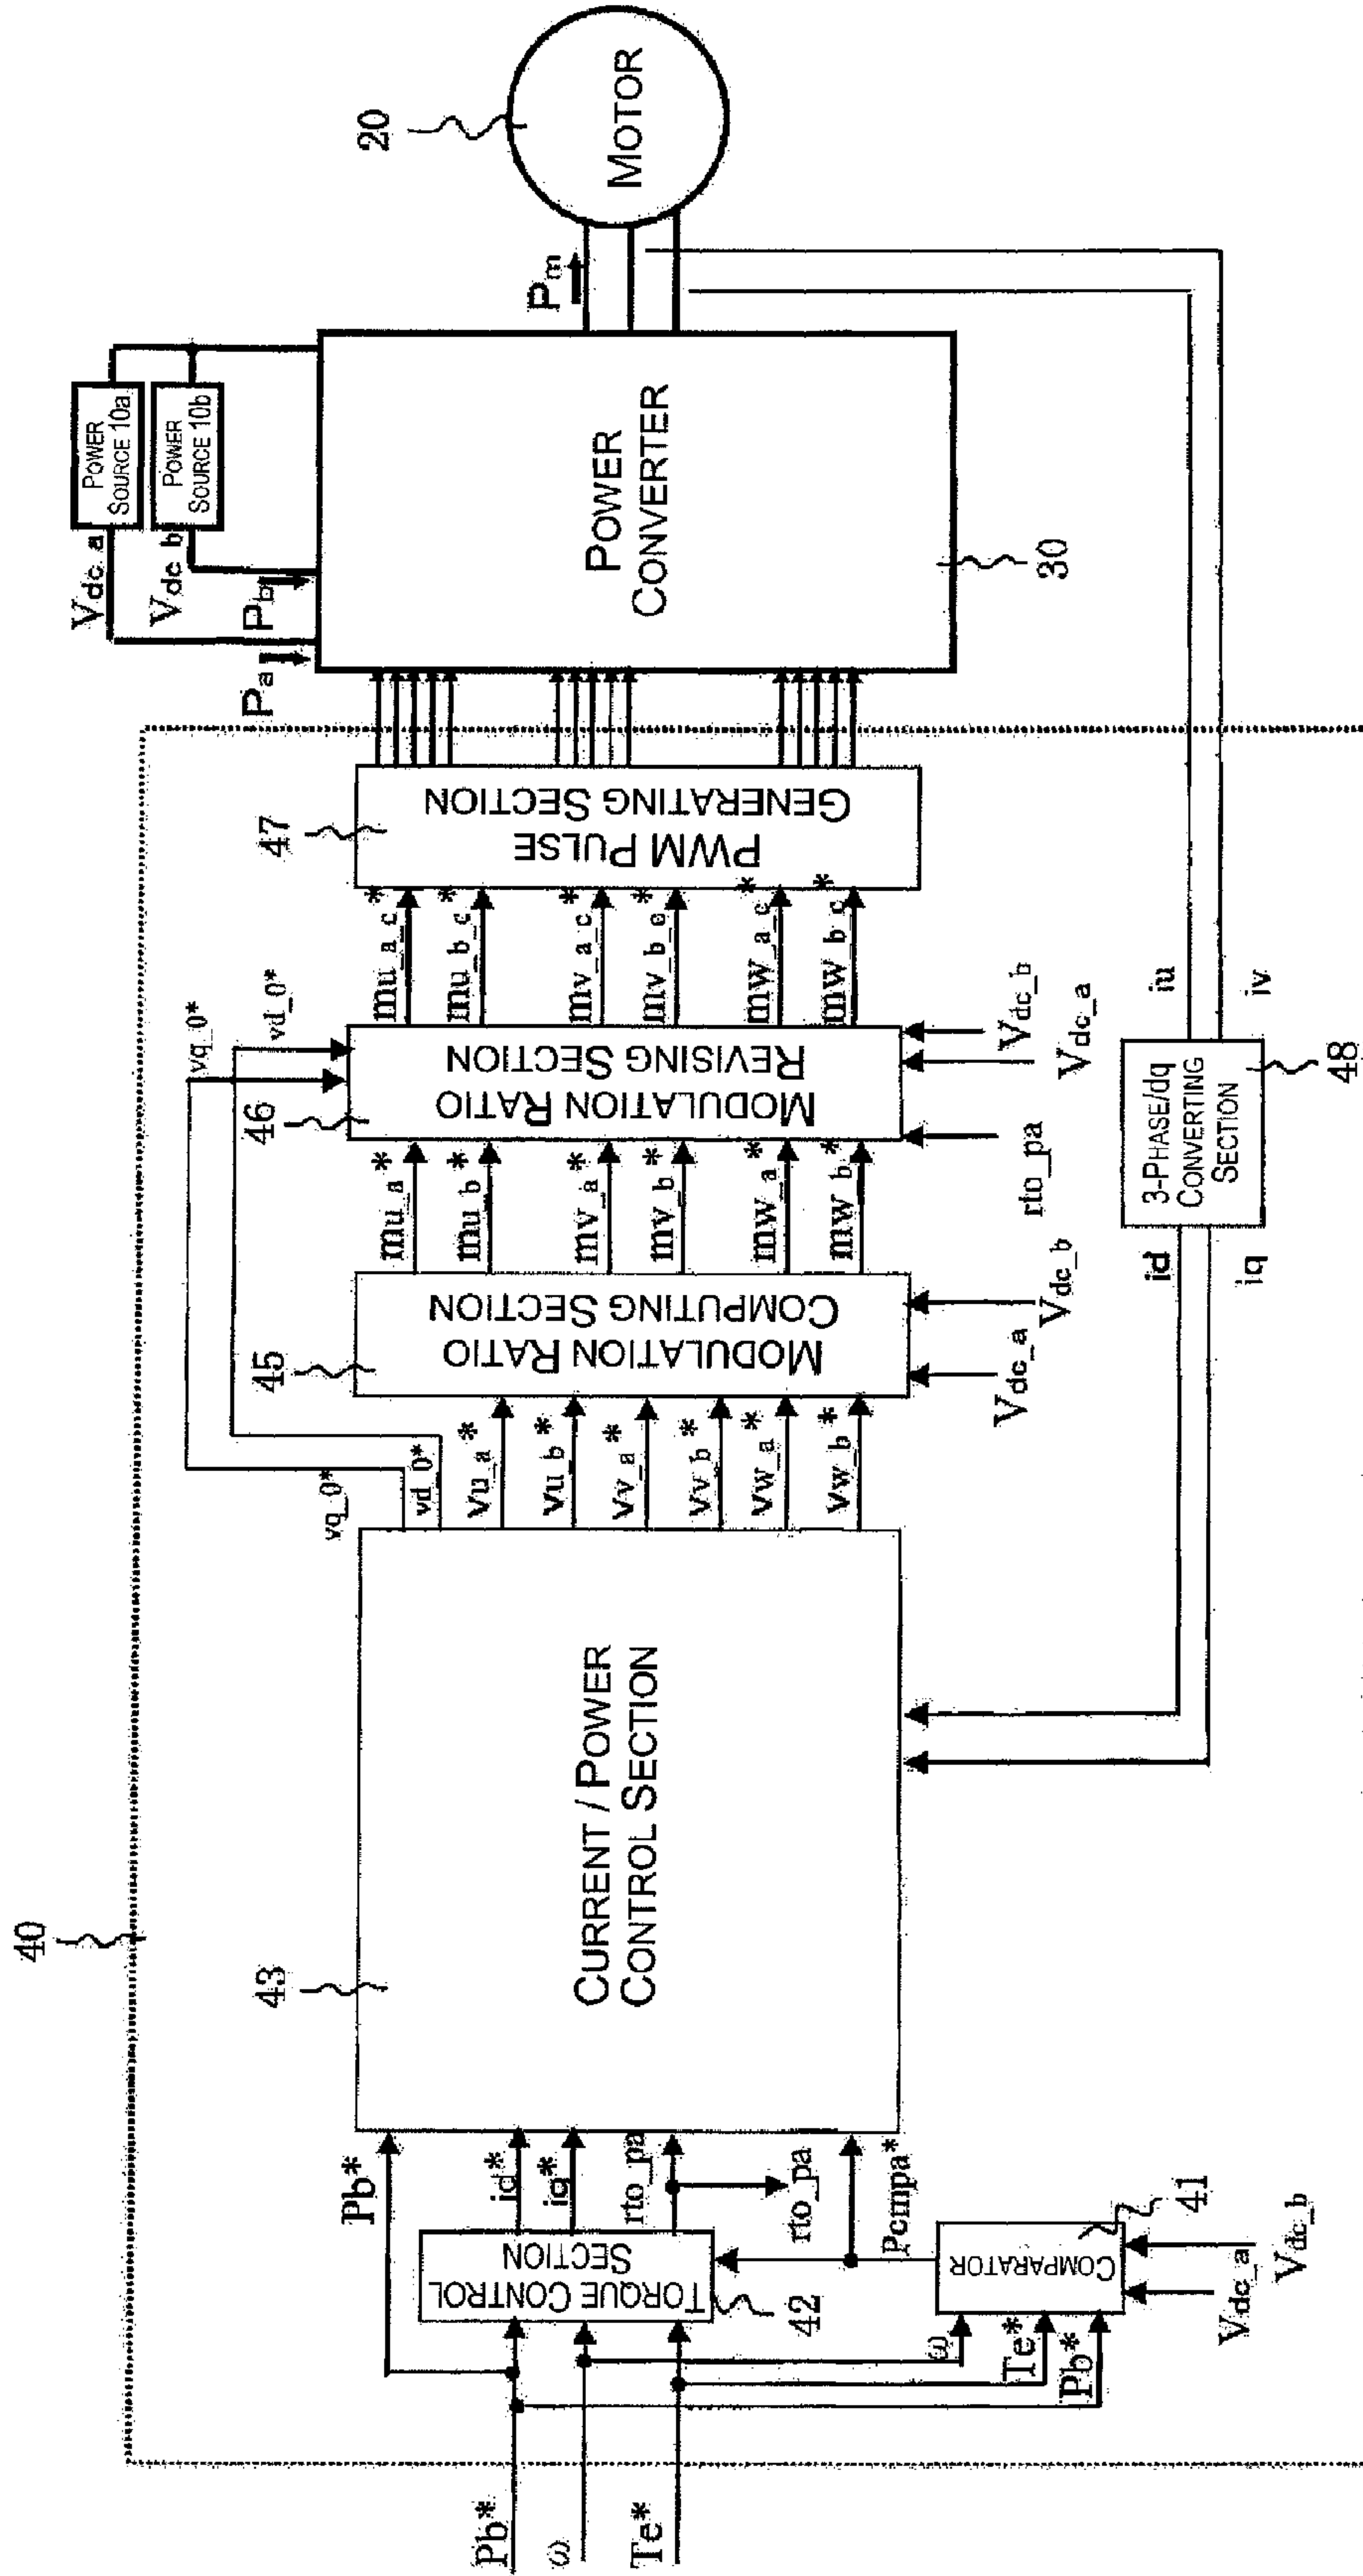 40
Pb*
ω
Te*
Pb*
TORQUE CONTROL
SECTION
42
id*
iq*
rto_pa
rto_pa
Pcmpa*
ω
Te*
Pb*
COMPARATOR
41
Vdc_a
Vdc_b
43
CURRENT / POWER
CONTROL SECTION
vq_0*
vd_0*
vu_a*
vu_b*
vv_a*
vv_b*
vw_a*
vw_b*
45
MODULATION RATIO
COMPUTING SECTION
Vdc_a
Vdc_b
mu_a*
mu_b*
mv_a*
mv_b*
mw_a*
mw_b*
vq_0*
vd_0*
46
MODULATION RATIO
REVISING SECTION
rto_pa
Vdc_a
Vdc_b
mu_a_c*
mu_b_c*
mv_a_c*
mv_b_c*
mw_a_c*
mw_b_c*
47
PWM PULSE
GENERATING SECTION
Pa
Pb
Vdc_a
Vdc_b
POWER
SOURCE 10a
POWER
SOURCE 10b
POWER
CONVERTER
30
Pm
20
MOTOR
id
iq
3-PHASE/dq
CONVERTING
SECTION
48
iu
iv